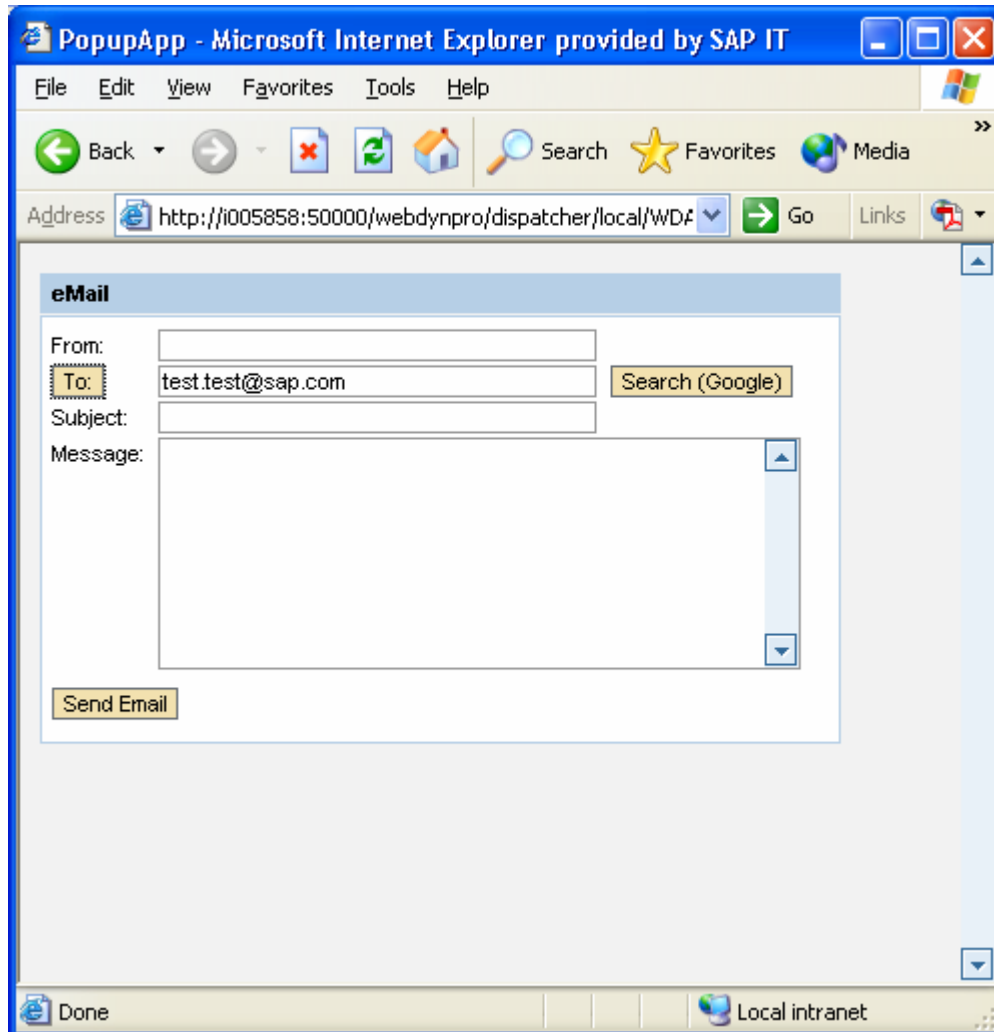 PopupApp - Microsoft Internet Explorer provided by SAP IT
File Edit View Favorites Tools Help
Back Search Favorites Media »
Address http://i005858:50000/webdynpro/dispatcher/local/WDA Go Links
eMail
From:
To: test.test@sap.com Search (Google)
Subject:
Message:
Send Email
Done Local intranet